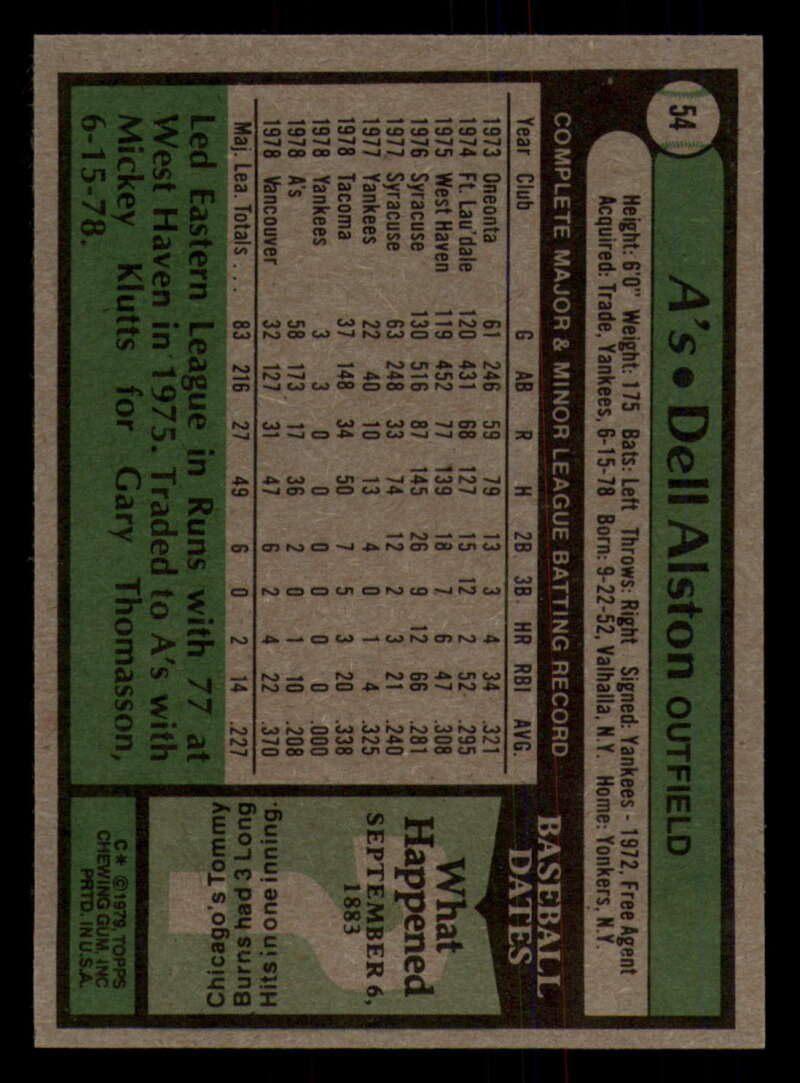 54
A's • Dell Alston OUTFIELD
Height: 6'0" Weight: 175 Bats: Left Throws: Right Signed: Yankees - 1972, Free Agent
Acquired: Trade, Yankees, 6-15-78 Born: 9-22-52, Valhalla, N.Y. Home: Yonkers, N.Y.
COMPLETE MAJOR & MINOR LEAGUE BATTING RECORD
Year Club G AB R H 2B 3B. HR RBI AVG.
1973 Oneonta 61 246 59 79 13 3 4 34 .321
1974 Ft. Lau'dale 120 431 68 127 15 12 2 52 .295
1975 West Haven 119 452 77 139 18 7 6 47 .308
1976 Syracuse 130 516 87 145 26 9 12 66 .281
1977 Syracuse 63 248 33 74 12 2 3 21 .240
1977 Yankees 22 40 10 13 4 0 1 4 .325
1978 Tacoma 37 148 34 50 7 5 3 20 .338
1978 Yankees 3 3 0 0 0 0 0 0 .000
1978 A's 58 173 17 36 2 0 1 10 .208
1978 Vancouver 32 127 31 47 6 2 4 22 .370
Maj. Lea. Totals . . . . 83 216 27 49 6 0 2 14 .227
Led Eastern League in Runs with 77 at
West Haven in 1975. Traded to A's with
Mickey Klutts for Gary Thomasson,
6-15-78.
BASEBALL
DATES
What
Happened
SEPTEMBER 6,
1883
Chicago's Tommy
Burns had 3 Long
Hits in one inning.
C* ©1979, TOPPS
CHEWING GUM, INC
PRTD. IN U.S.A.